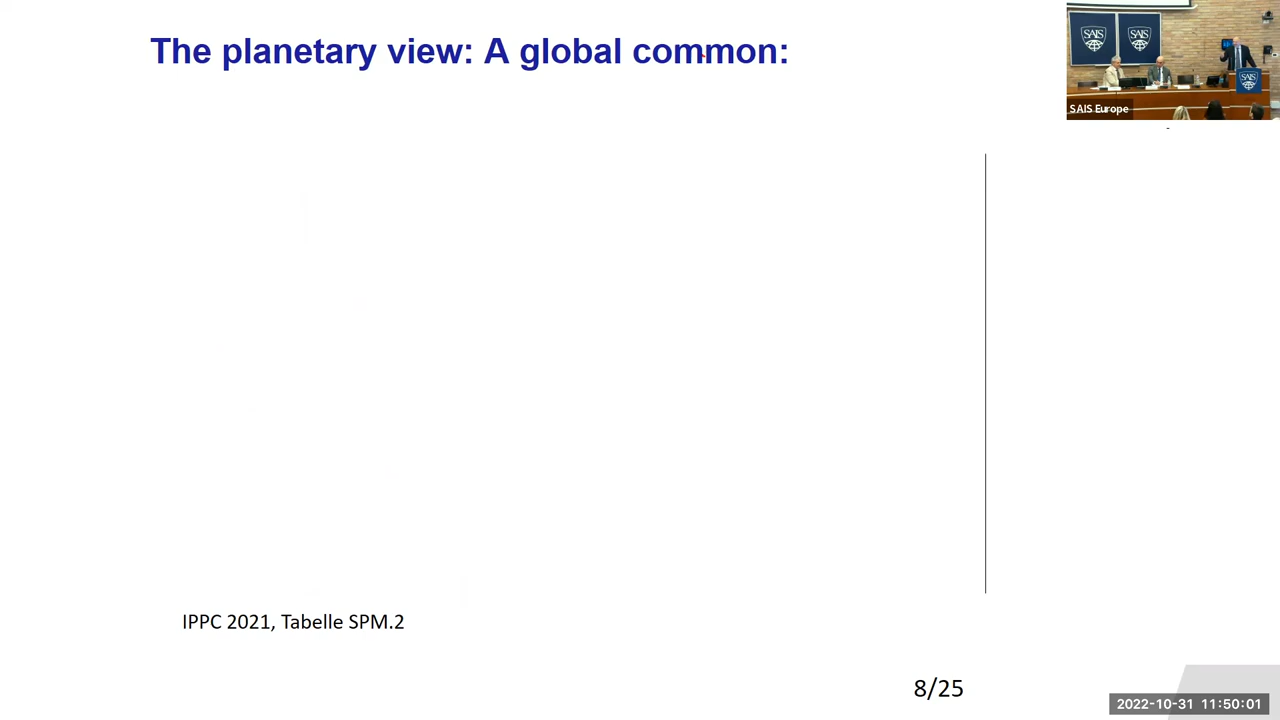 The planetary view: A global common:
SAIS SAIS
SAIS
SAIS Europe
IPPC 2021, Tabelle SPM.2
8/25
2022-10-31 11:50:01